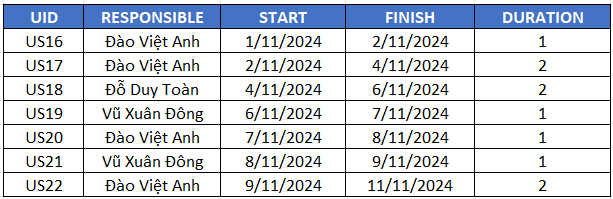 UID RESPONSIBLE START FINISH DURATION
US16 Đào Việt Anh 1/11/2024 2/11/2024 1
US17 Đào Việt Anh 2/11/2024 4/11/2024 2
US18 Đỗ Duy Toàn 4/11/2024 6/11/2024 2
US19 Vũ Xuân Đông 6/11/2024 7/11/2024 1
US20 Đào Việt Anh 7/11/2024 8/11/2024 1
US21 Vũ Xuân Đông 8/11/2024 9/11/2024 1
US22 Đào Việt Anh 9/11/2024 11/11/2024 2